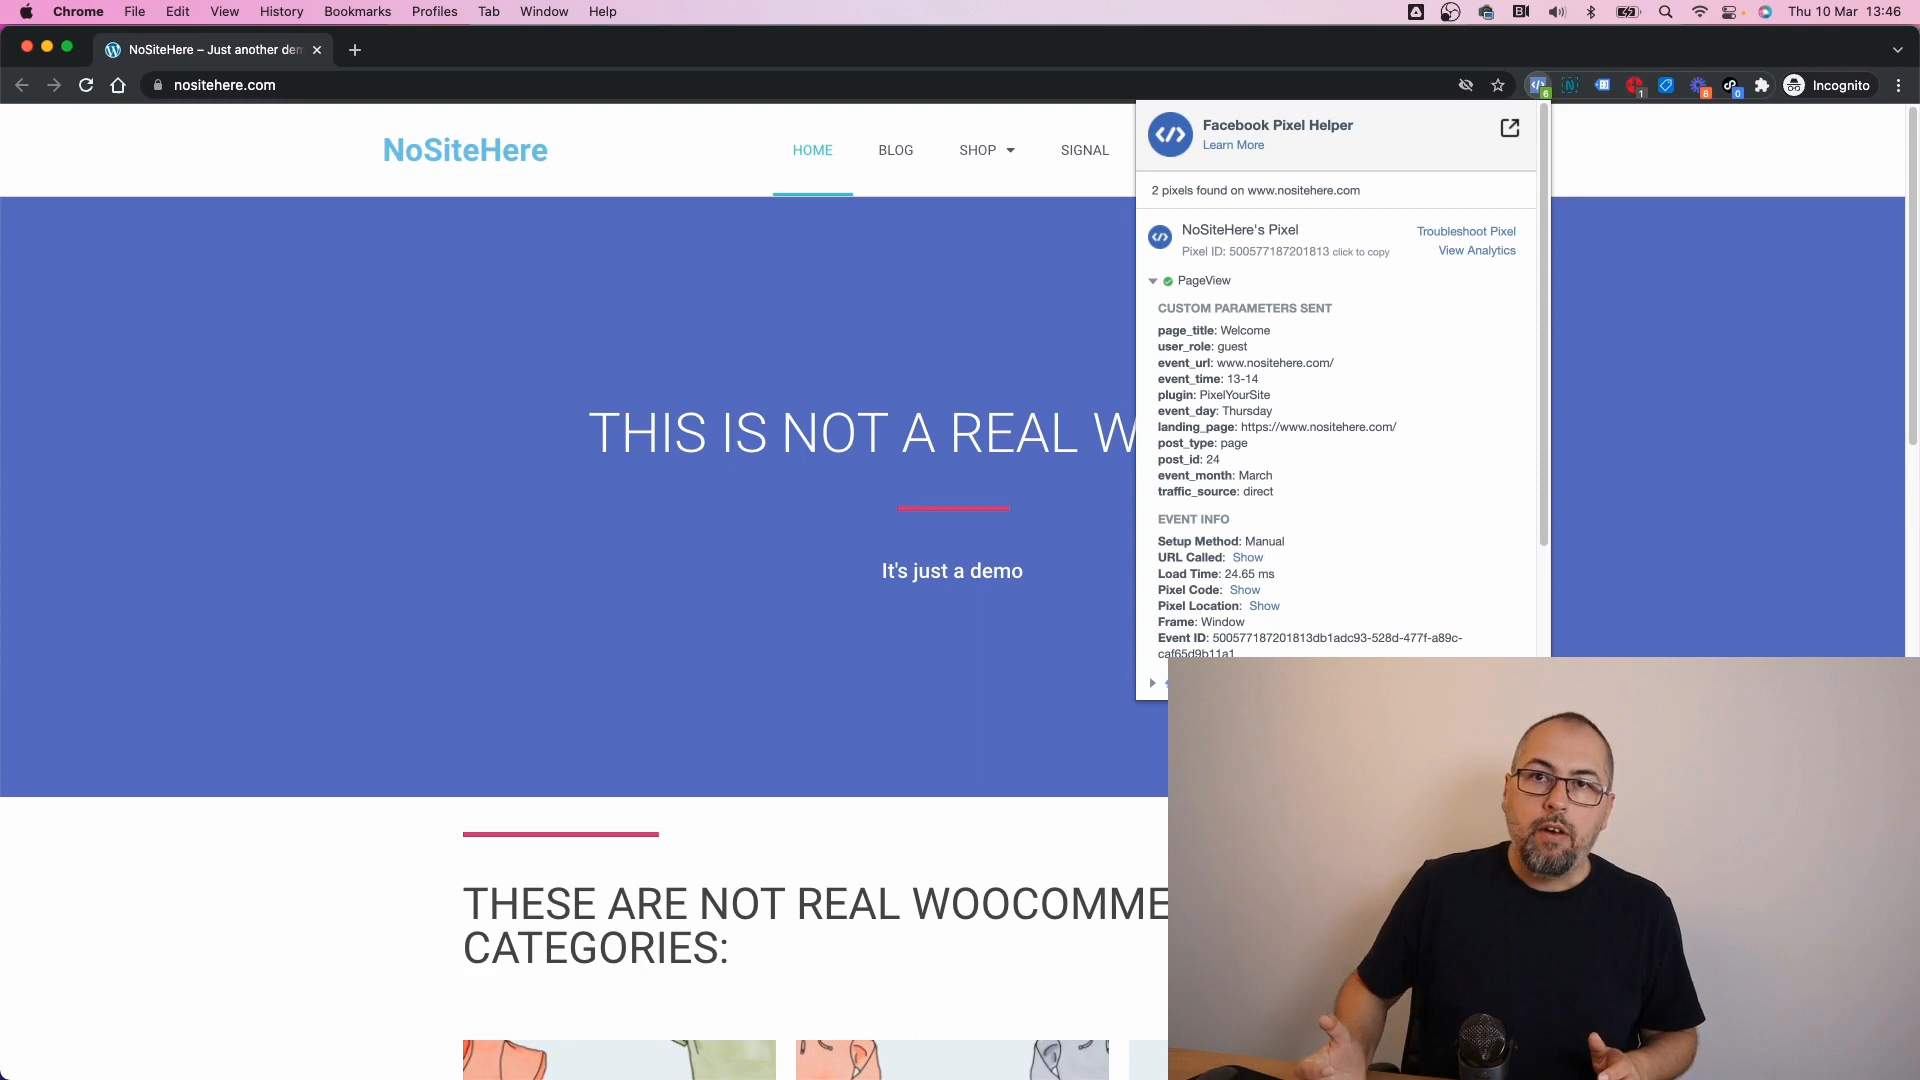 Chrome File Edit View History Bookmarks Profiles Tab Window Help Thu 10 Mar 13:46
NoSiteHere – Just another dem
nositehere.com
6 1 8 0 Incognito
NoSiteHere HOME BLOG SHOP SIGNAL
Facebook Pixel Helper
Learn More
2 pixels found on www.nositehere.com
NoSiteHere's Pixel Troubleshoot Pixel
Pixel ID: 500577187201813 click to copy View Analytics
PageView
CUSTOM PARAMETERS SENT
page_title: Welcome
user_role: guest
event_url: www.nositehere.com/
event_time: 13-14
plugin: PixelYourSite
event_day: Thursday
landing_page: https://www.nositehere.com/
post_type: page
post_id: 24
event_month: March
traffic_source: direct
EVENT INFO
Setup Method: Manual
URL Called: Show
Load Time: 24.65 ms
Pixel Code: Show
Pixel Location: Show
Frame: Window
Event ID: 500577187201813db1adc93-528d-477f-a89c-
caf65d9b11a1
THIS IS NOT A REAL W
It's just a demo
THESE ARE NOT REAL WOOCOMME
CATEGORIES: